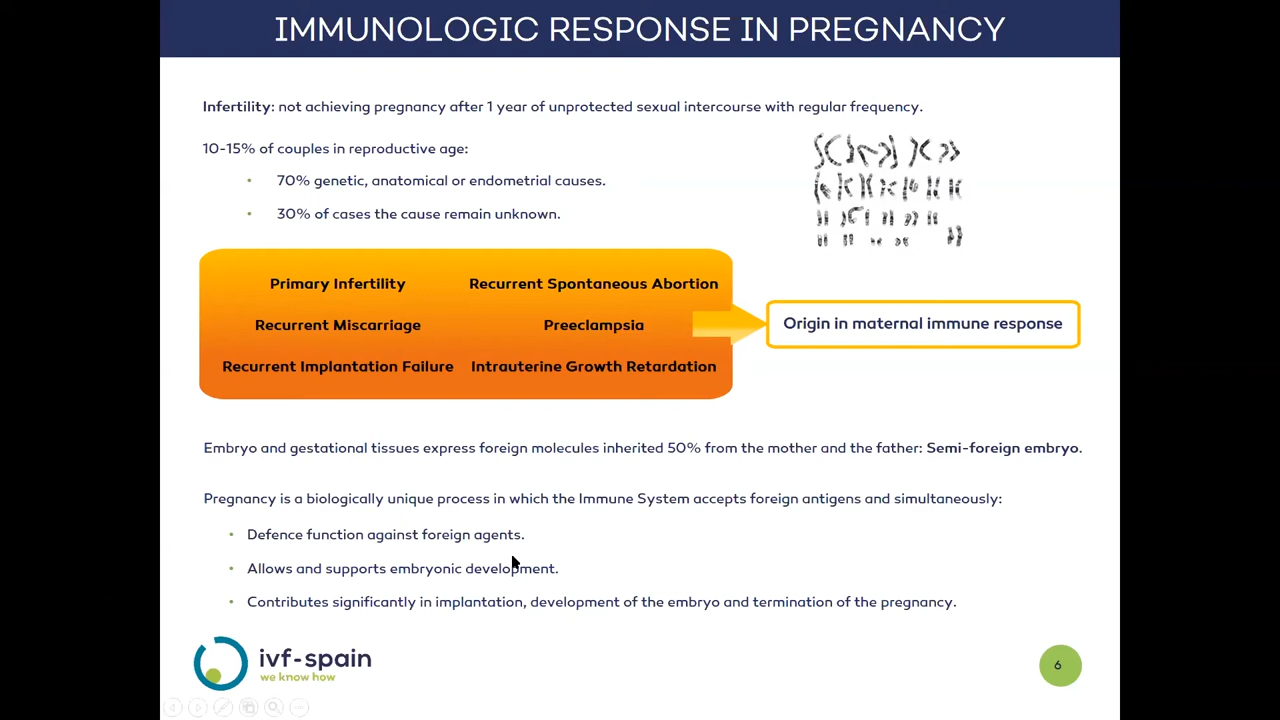 IMMUNOLOGIC RESPONSE IN PREGNANCY
Infertility: not achieving pregnancy after 1 year of unprotected sexual intercourse with regular frequency.
10-15% of couples in reproductive age:
• 70% genetic, anatomical or endometrial causes.
• 30% of cases the cause remain unknown.
Primary Infertility
Recurrent Spontaneous Abortion
Recurrent Miscarriage
Preeclampsia
Recurrent Implantation Failure
Intrauterine Growth Retardation
Origin in maternal immune response
Embryo and gestational tissues express foreign molecules inherited 50% from the mother and the father: Semi-foreign embryo.
Pregnancy is a biologically unique process in which the Immune System accepts foreign antigens and simultaneously:
• Defence function against foreign agents.
• Allows and supports embryonic development.
• Contributes significantly in implantation, development of the embryo and termination of the pregnancy.
ivf-spain
we know how
6